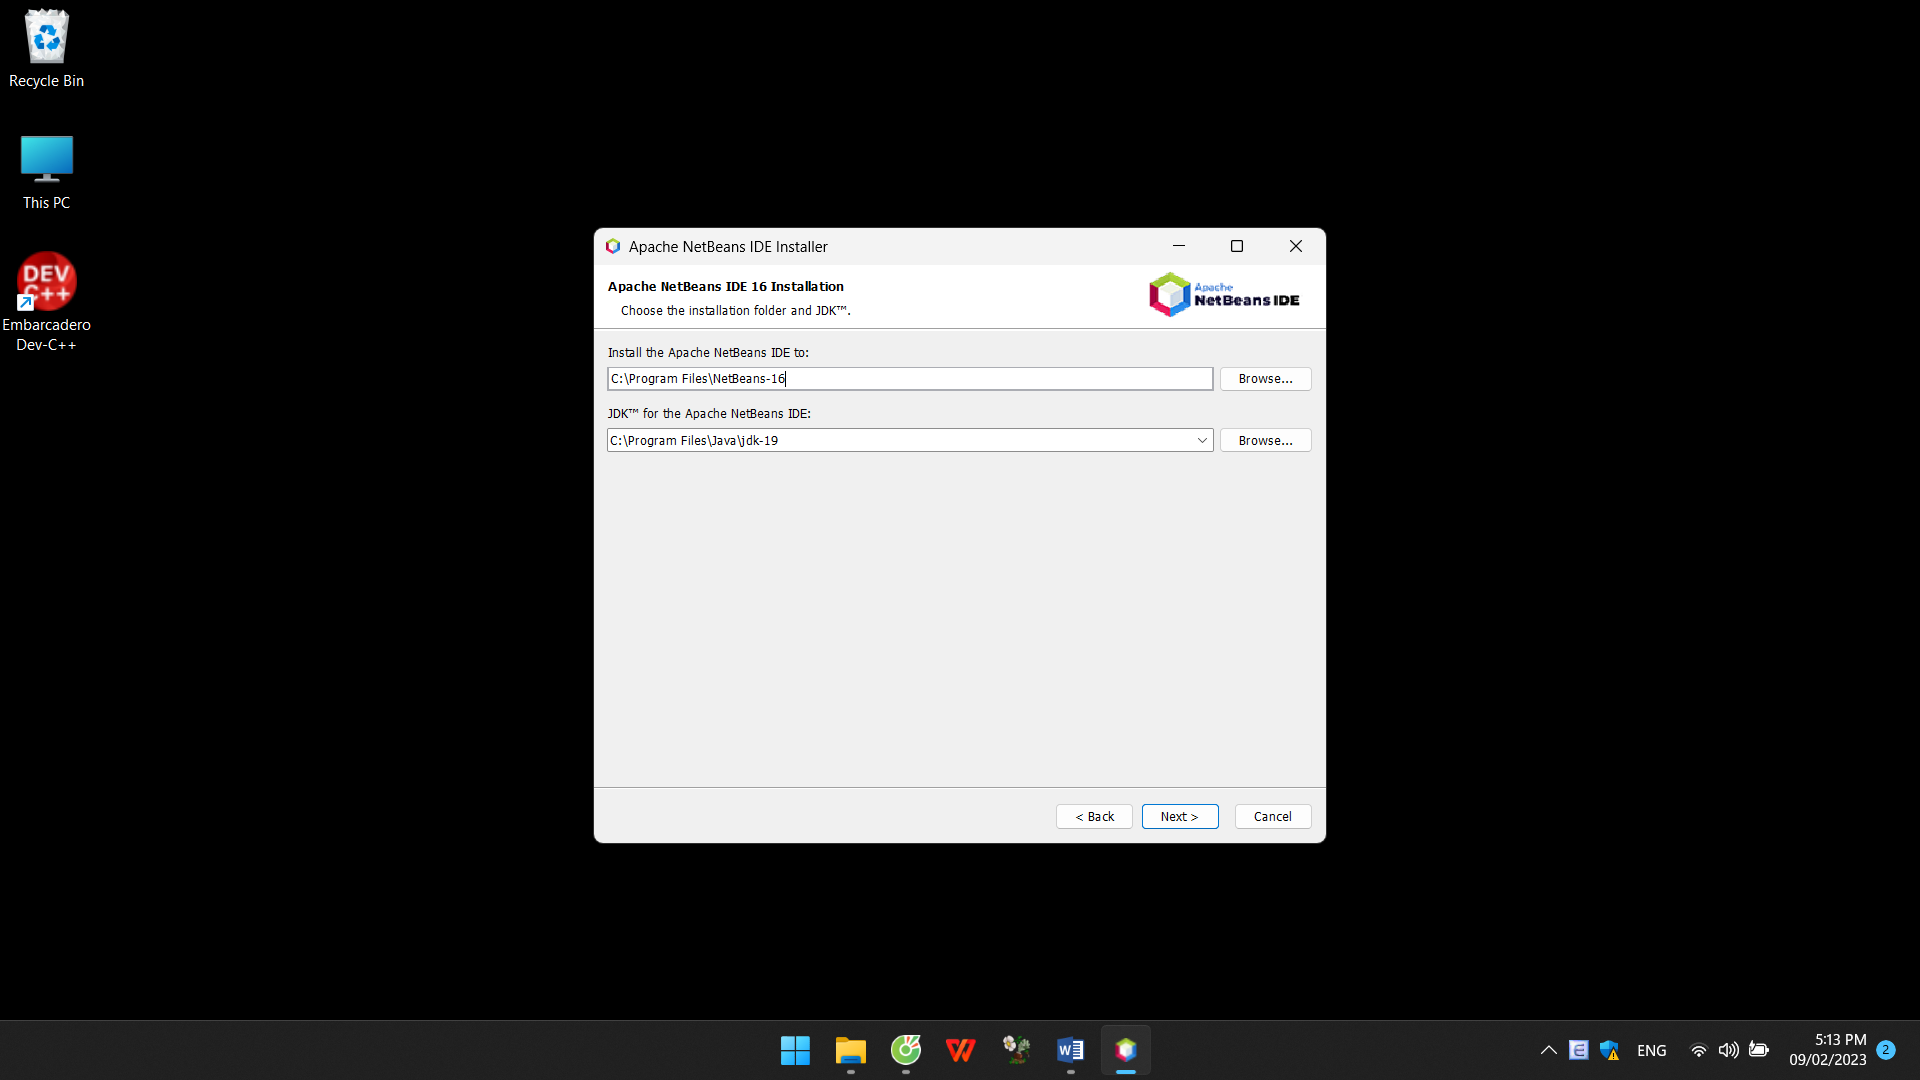 Recycle Bin
This PC
DEV
C++
Embarcadero
Dev-C++
Apache NetBeans IDE Installer
Apache NetBeans IDE 16 Installation
Choose the installation folder and JDK™.
Apache
NetBeans IDE
Install the Apache NetBeans IDE to:
C:\Program Files\NetBeans-16
Browse...
JDK™ for the Apache NetBeans IDE:
C:\Program Files\Java\jdk-19
Browse...
< Back
Next >
Cancel
W
W
E
ENG
5:13 PM
09/02/2023
2